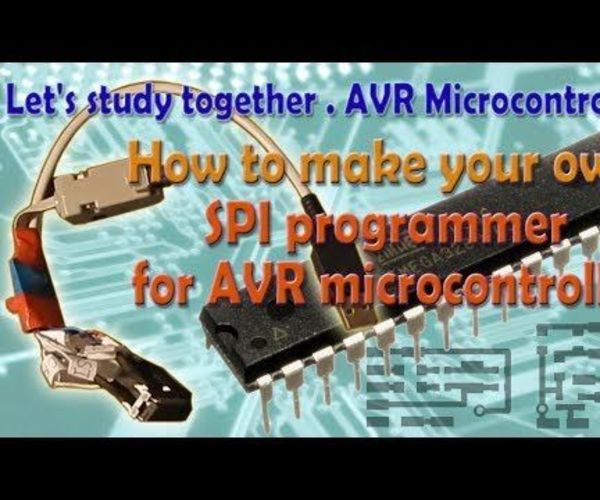 Let's study together . AVR Microcontro
How to make your ow
SPI programmer
for AVR microcontroll